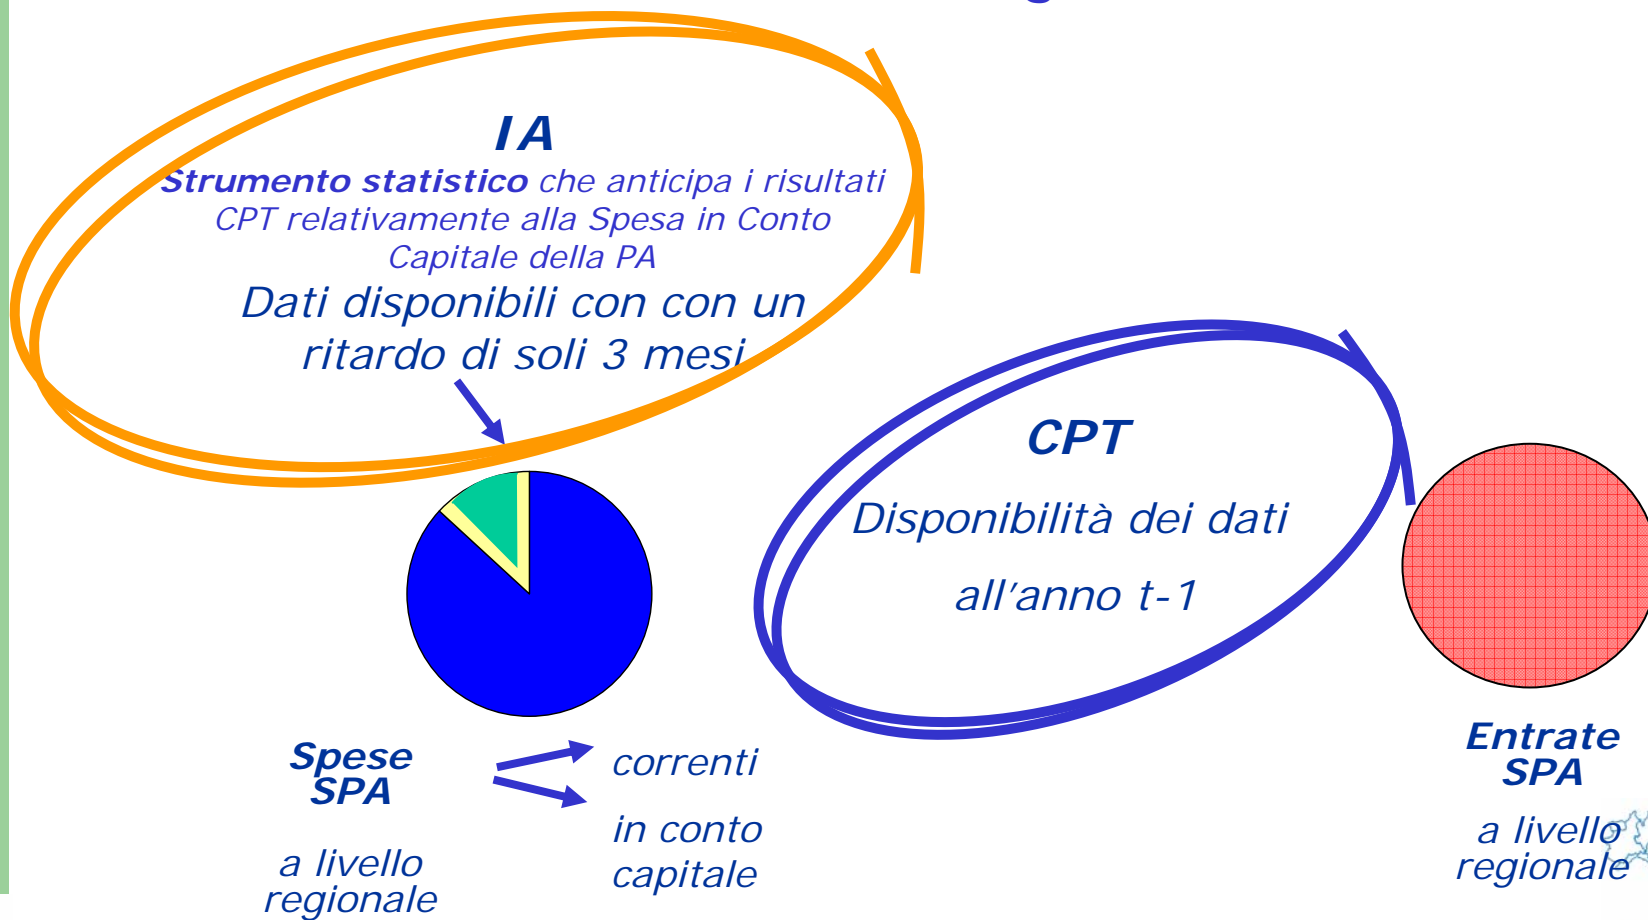 IA
Strumento statistico che anticipa i risultati
CPT relativamente alla Spesa in Conto
Capitale della PA
Dati disponibili con con un
ritardo di soli 3 mesi
CPT
Disponibilità dei dati
all’anno t-1
Spese
SPA
a livello
regionale
correnti
in conto
capitale
Entrate
SPA
a livello
regionale